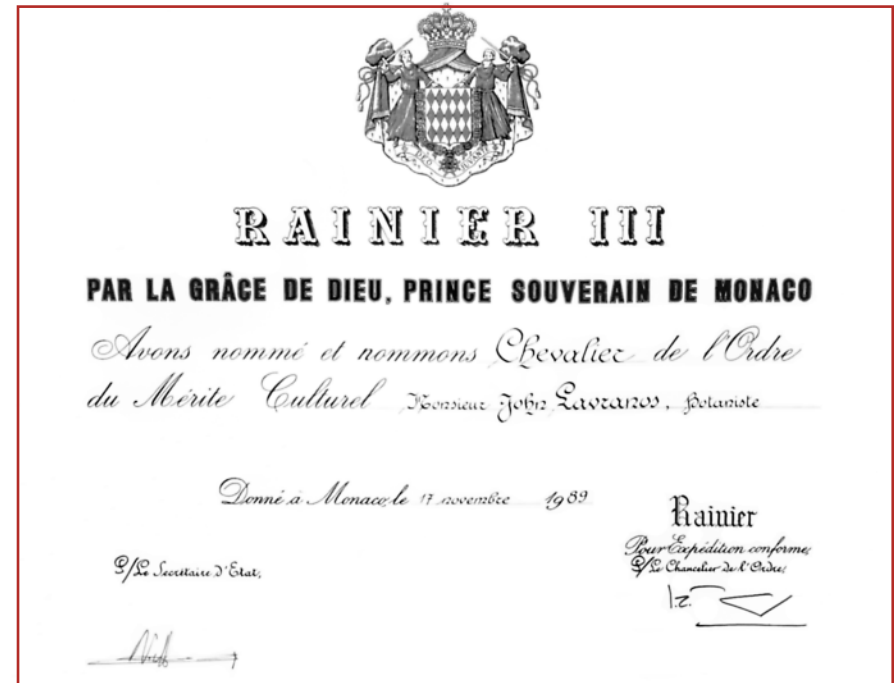 DEO JUVANTE
RAINIER III
PAR LA GRÂCE DE DIEU, PRINCE SOUVERAIN DE MONACO
Avons nommé et nommons Chevalier de l'Ordre
du Mérite Culturel Monsieur John Lavranos, Botaniste
Donné à Monaco, le 17 novembre 1989
Rainier
Pour Expédition conforme,
P/Le Secrétaire d'Etat,
P/Le Chancelier de l'Ordre,